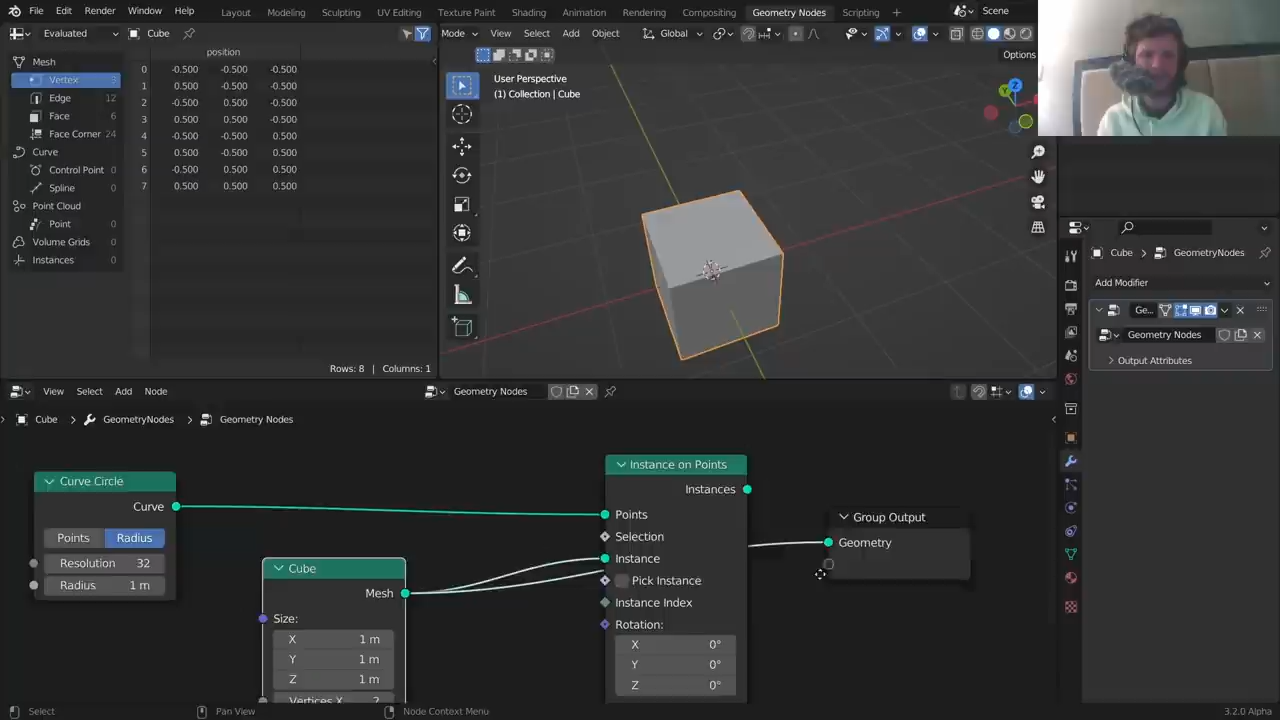 File Edit Render Window Help Layout Modeling Sculpting UV Editing Texture Paint Shading Animation Rendering Compositing Geometry Nodes Scripting Scene
Evaluated Cube Mode View Select Add Object Global
position Options
Mesh
Vertex
Edge 12
Face 6
Face Corner 24
Curve
Control Point 0
Spline 0
Point Cloud
Point 0
Volume Grids 0
Instances 0
0 -0.500 -0.500 -0.500
1 0.500 -0.500 -0.500
2 -0.500 0.500 -0.500
3 0.500 0.500 -0.500
4 -0.500 -0.500 0.500
5 0.500 -0.500 0.500
6 -0.500 0.500 0.500
7 0.500 0.500 0.500
Rows: 8 | Columns: 1
User Perspective
(1) Collection | Cube
Z
Y
Cube GeometryNodes
Add Modifier
Ge...
Geometry Nodes
Output Attributes
View Select Add Node Geometry Nodes
Cube GeometryNodes Geometry Nodes
Curve Circle
Curve
Points Radius
Resolution 32
Radius 1 m
Cube
Mesh
Size:
X 1 m
Y 1 m
Z 1 m
Vertices X 2
Instance on Points
Instances
Points
Selection
Instance
Pick Instance
Instance Index
Rotation:
X 0°
Y 0°
Z 0°
Group Output
Geometry
Select Pan View Node Context Menu 3.2.0 Alpha